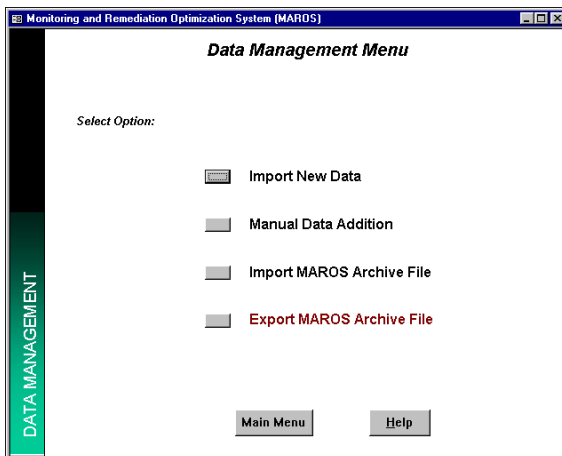 Monitoring and Remediation Optimization System (MAROS)
Data Management Menu
Select Option:
Import New Data
Manual Data Addition
Import MAROS Archive File
Export MAROS Archive File
DATA MANAGEMENT
Main Menu
Help